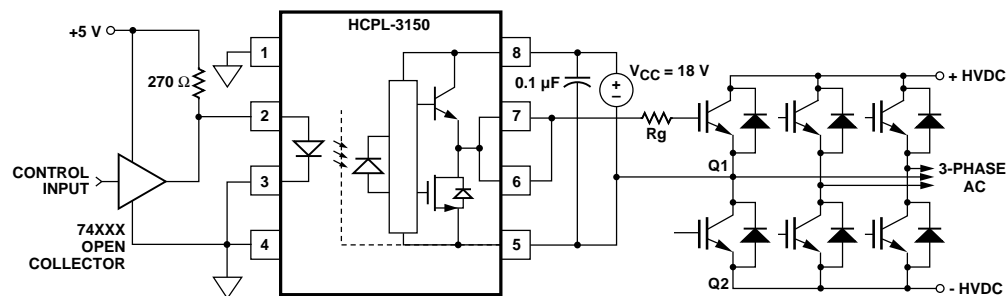 HCPL-3150
+5 V
270 Ω
1
2
3
4
8
7
6
5
0.1 µF
VCC = 18 V
+
–
Rg
+ HVDC
Q1
3-PHASE
AC
Q2
- HVDC
CONTROL
INPUT
74XXX
OPEN
COLLECTOR